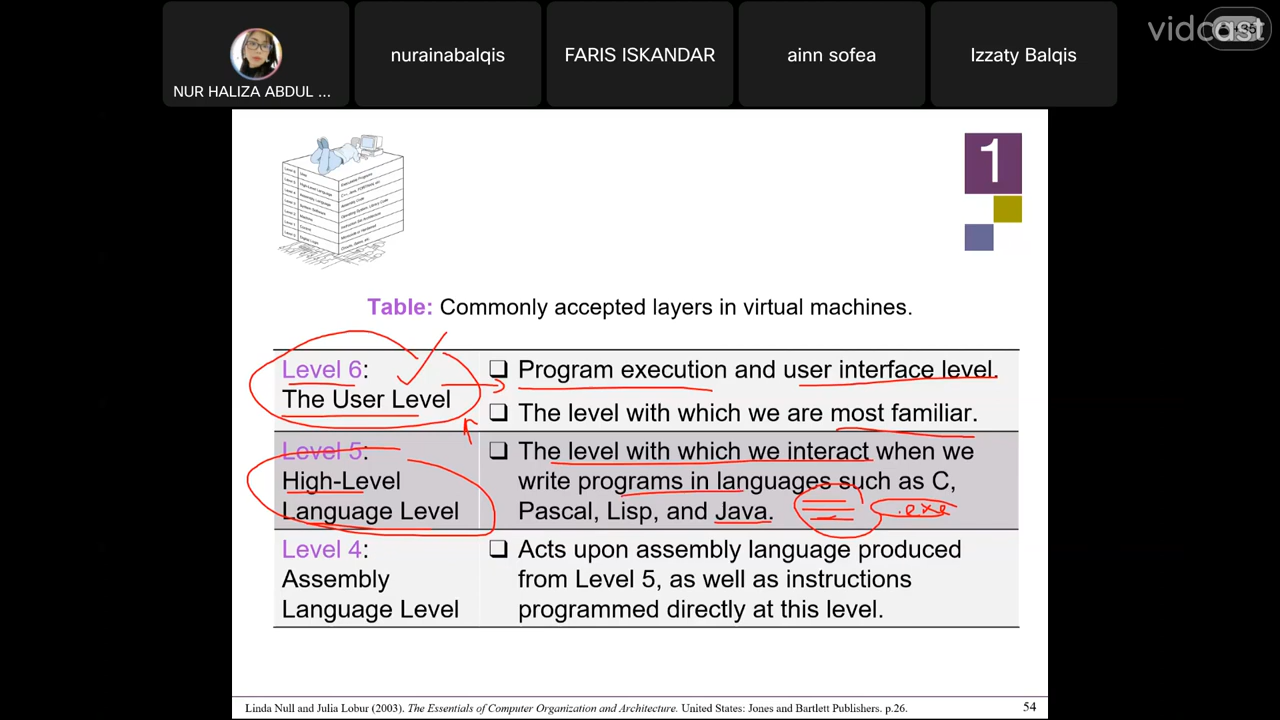 vidcast
NUR HALIZA ABDUL ...
nurainabalqis
FARIS ISKANDAR
ainn sofea
Izzaty Balqis
1
Table: Commonly accepted layers in virtual machines.
Level 6:
The User Level
❑ Program execution and user interface level.
❑ The level with which we are most familiar.
Level 5:
High-Level
Language Level
❑ The level with which we interact when we
write programs in languages such as C,
Pascal, Lisp, and Java.
.exe
Level 4:
Assembly
Language Level
❑ Acts upon assembly language produced
from Level 5, as well as instructions
programmed directly at this level.
Linda Null and Julia Lobur (2003). The Essentials of Computer Organization and Architecture. United States: Jones and Bartlett Publishers. p.26.
54